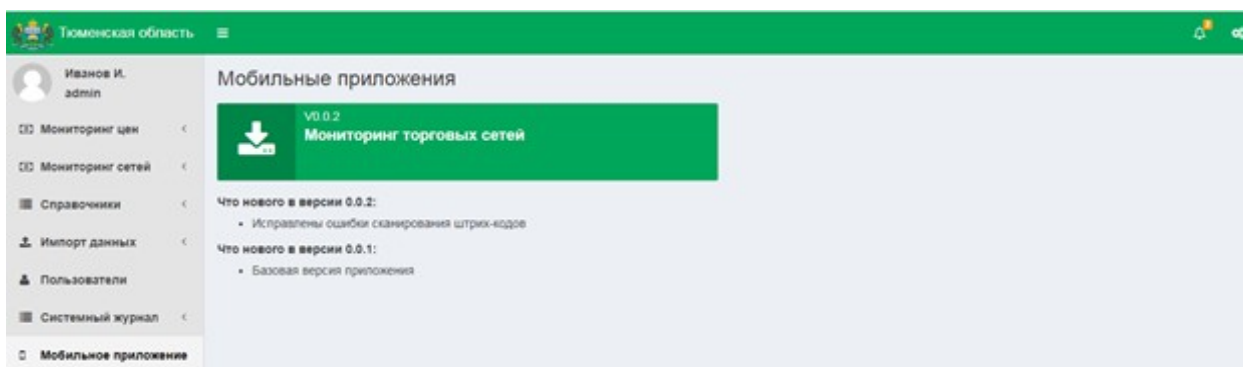 Тюменская область
Иванов И.
admin
Мониторинг цен
Мониторинг сетей
Справочники
Импорт данных
Пользователи
Системный журнал
Мобильное приложение
Мобильные приложения
V0.0.2
Мониторинг торговых сетей
Что нового в версии 0.0.2:
• Исправлены ошибки сканирования штрих-кодов
Что нового в версии 0.0.1:
• Базовая версия приложения